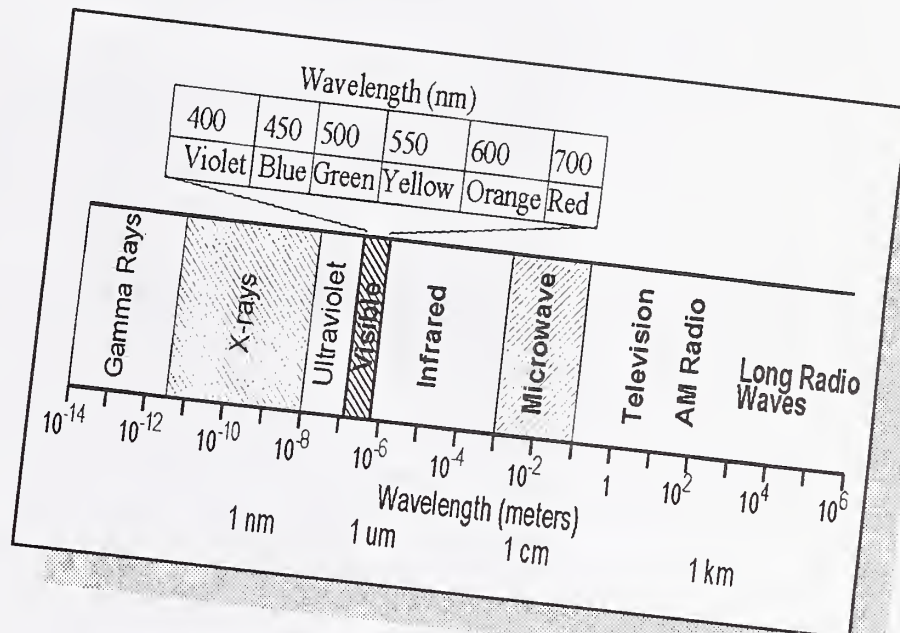 Wavelength (nm)
400 450 500 550 600 700
Violet Blue Green Yellow Orange Red
Gamma Rays
X-rays
Ultraviolet
Visible
Infrared
Microwave
Television
AM Radio
Long Radio
Waves
10-14 10-12 10-10 10-8 10-6 10-4 10-2 1 102 104 106
Wavelength (meters)
1 nm 1 um 1 cm 1 km